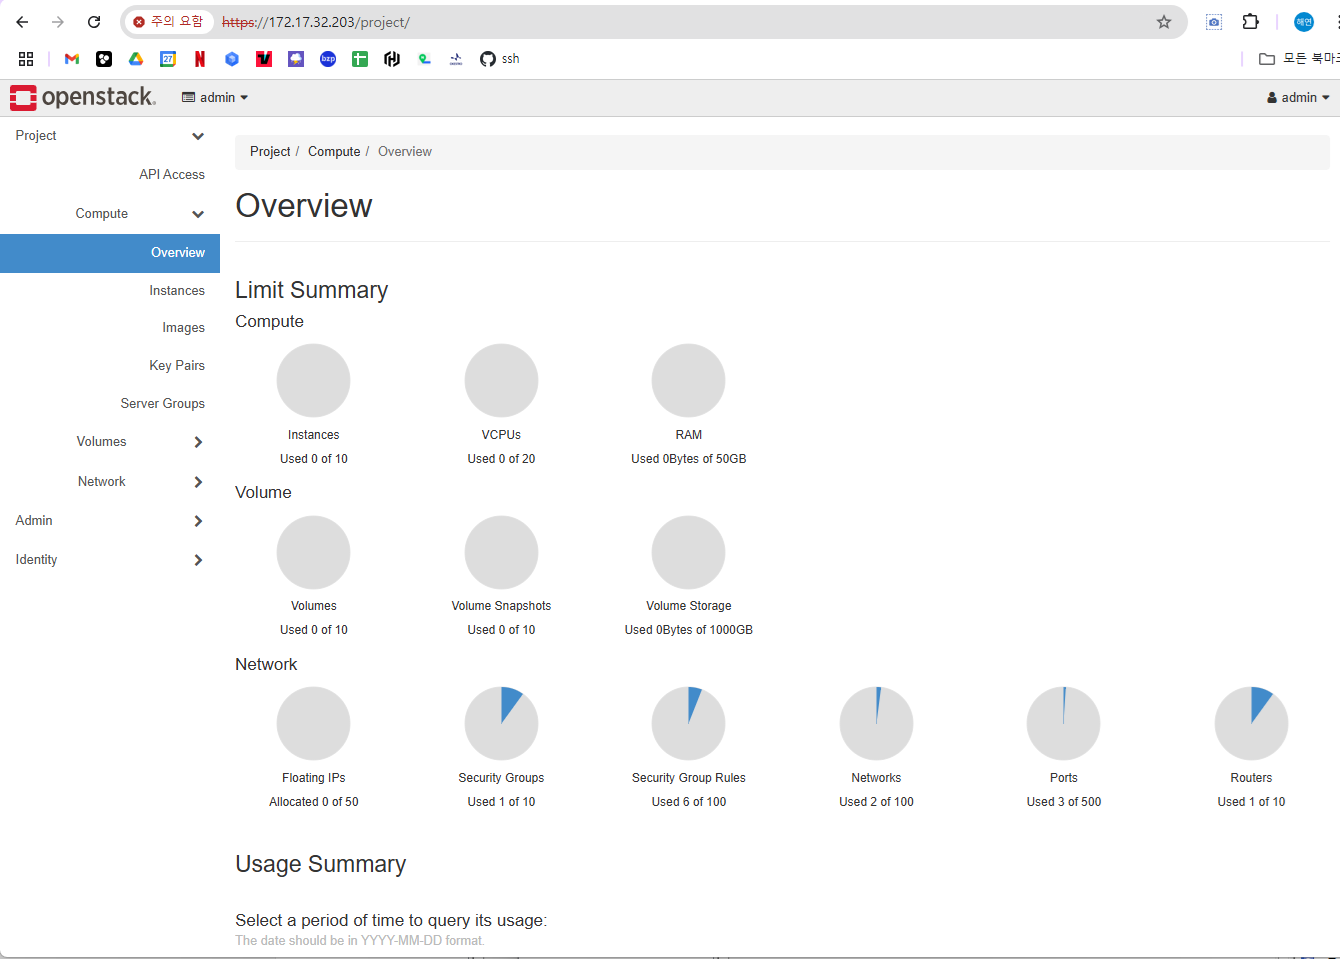 주의 요함 https://172.17.32.203/project/ 해연
27 bzp ssh 모든 북마크
openstack. admin admin
Project
API Access
Compute
Overview
Instances
Images
Key Pairs
Server Groups
Volumes
Network
Admin
Identity
Project / Compute / Overview
Overview
Limit Summary
Compute
Instances VCPUs RAM
Used 0 of 10 Used 0 of 20 Used 0Bytes of 50GB
Volume
Volumes Volume Snapshots Volume Storage
Used 0 of 10 Used 0 of 10 Used 0Bytes of 1000GB
Network
Floating IPs Security Groups Security Group Rules Networks Ports Routers
Allocated 0 of 50 Used 1 of 10 Used 6 of 100 Used 2 of 100 Used 3 of 500 Used 1 of 10
Usage Summary
Select a period of time to query its usage:
The date should be in YYYY-MM-DD format.